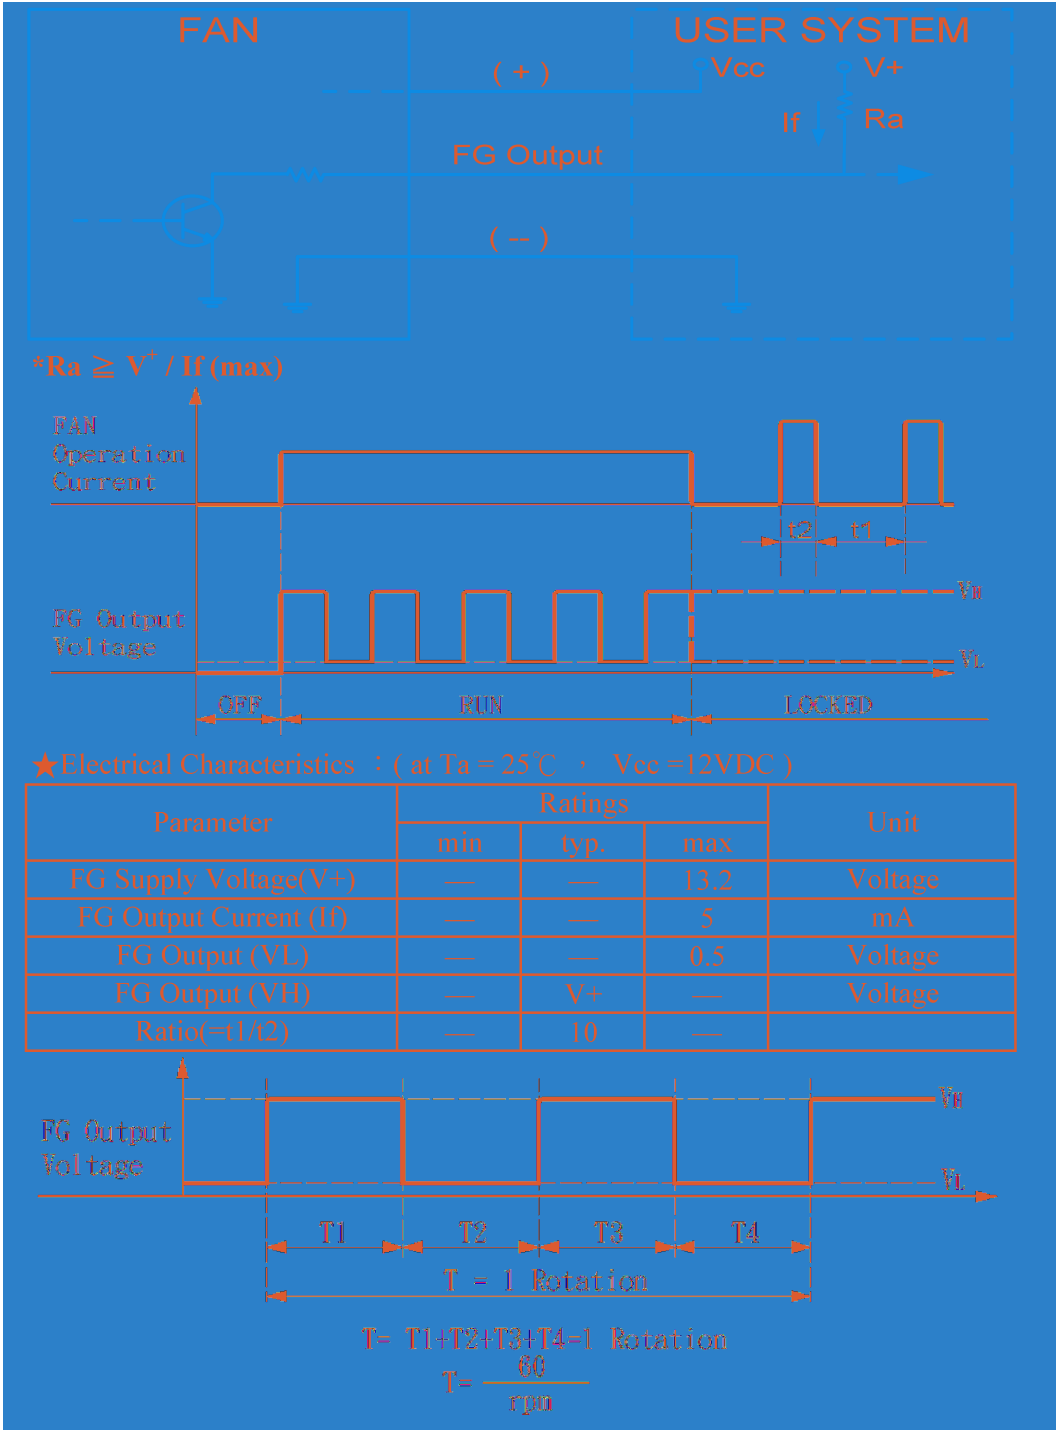 FAN
USER SYSTEM
( + )
Vcc
V+
If
Ra
FG Output
( -- )
*Ra ≧ V+ / If (max)
FAN
Operation
Current
t2
t1
FG Output
Voltage
VH
VL
OFF
RUN
LOCKED
★Electrical Characteristics : ( at Ta = 25℃ , Vcc =12VDC )
Parameter
Ratings
Unit
min
typ.
max
FG Supply Voltage(V+) — — 13.2 Voltage
FG Output Current (If) — — 5 mA
FG Output (VL) — — 0.5 Voltage
FG Output (VH) — V+ — Voltage
Ratio(=t1/t2) — 10 —
FG Output
Voltage
VH
VL
T1
T2
T3
T4
T = 1 Rotation
T= T1+T2+T3+T4=1 Rotation
T= 60
rpm